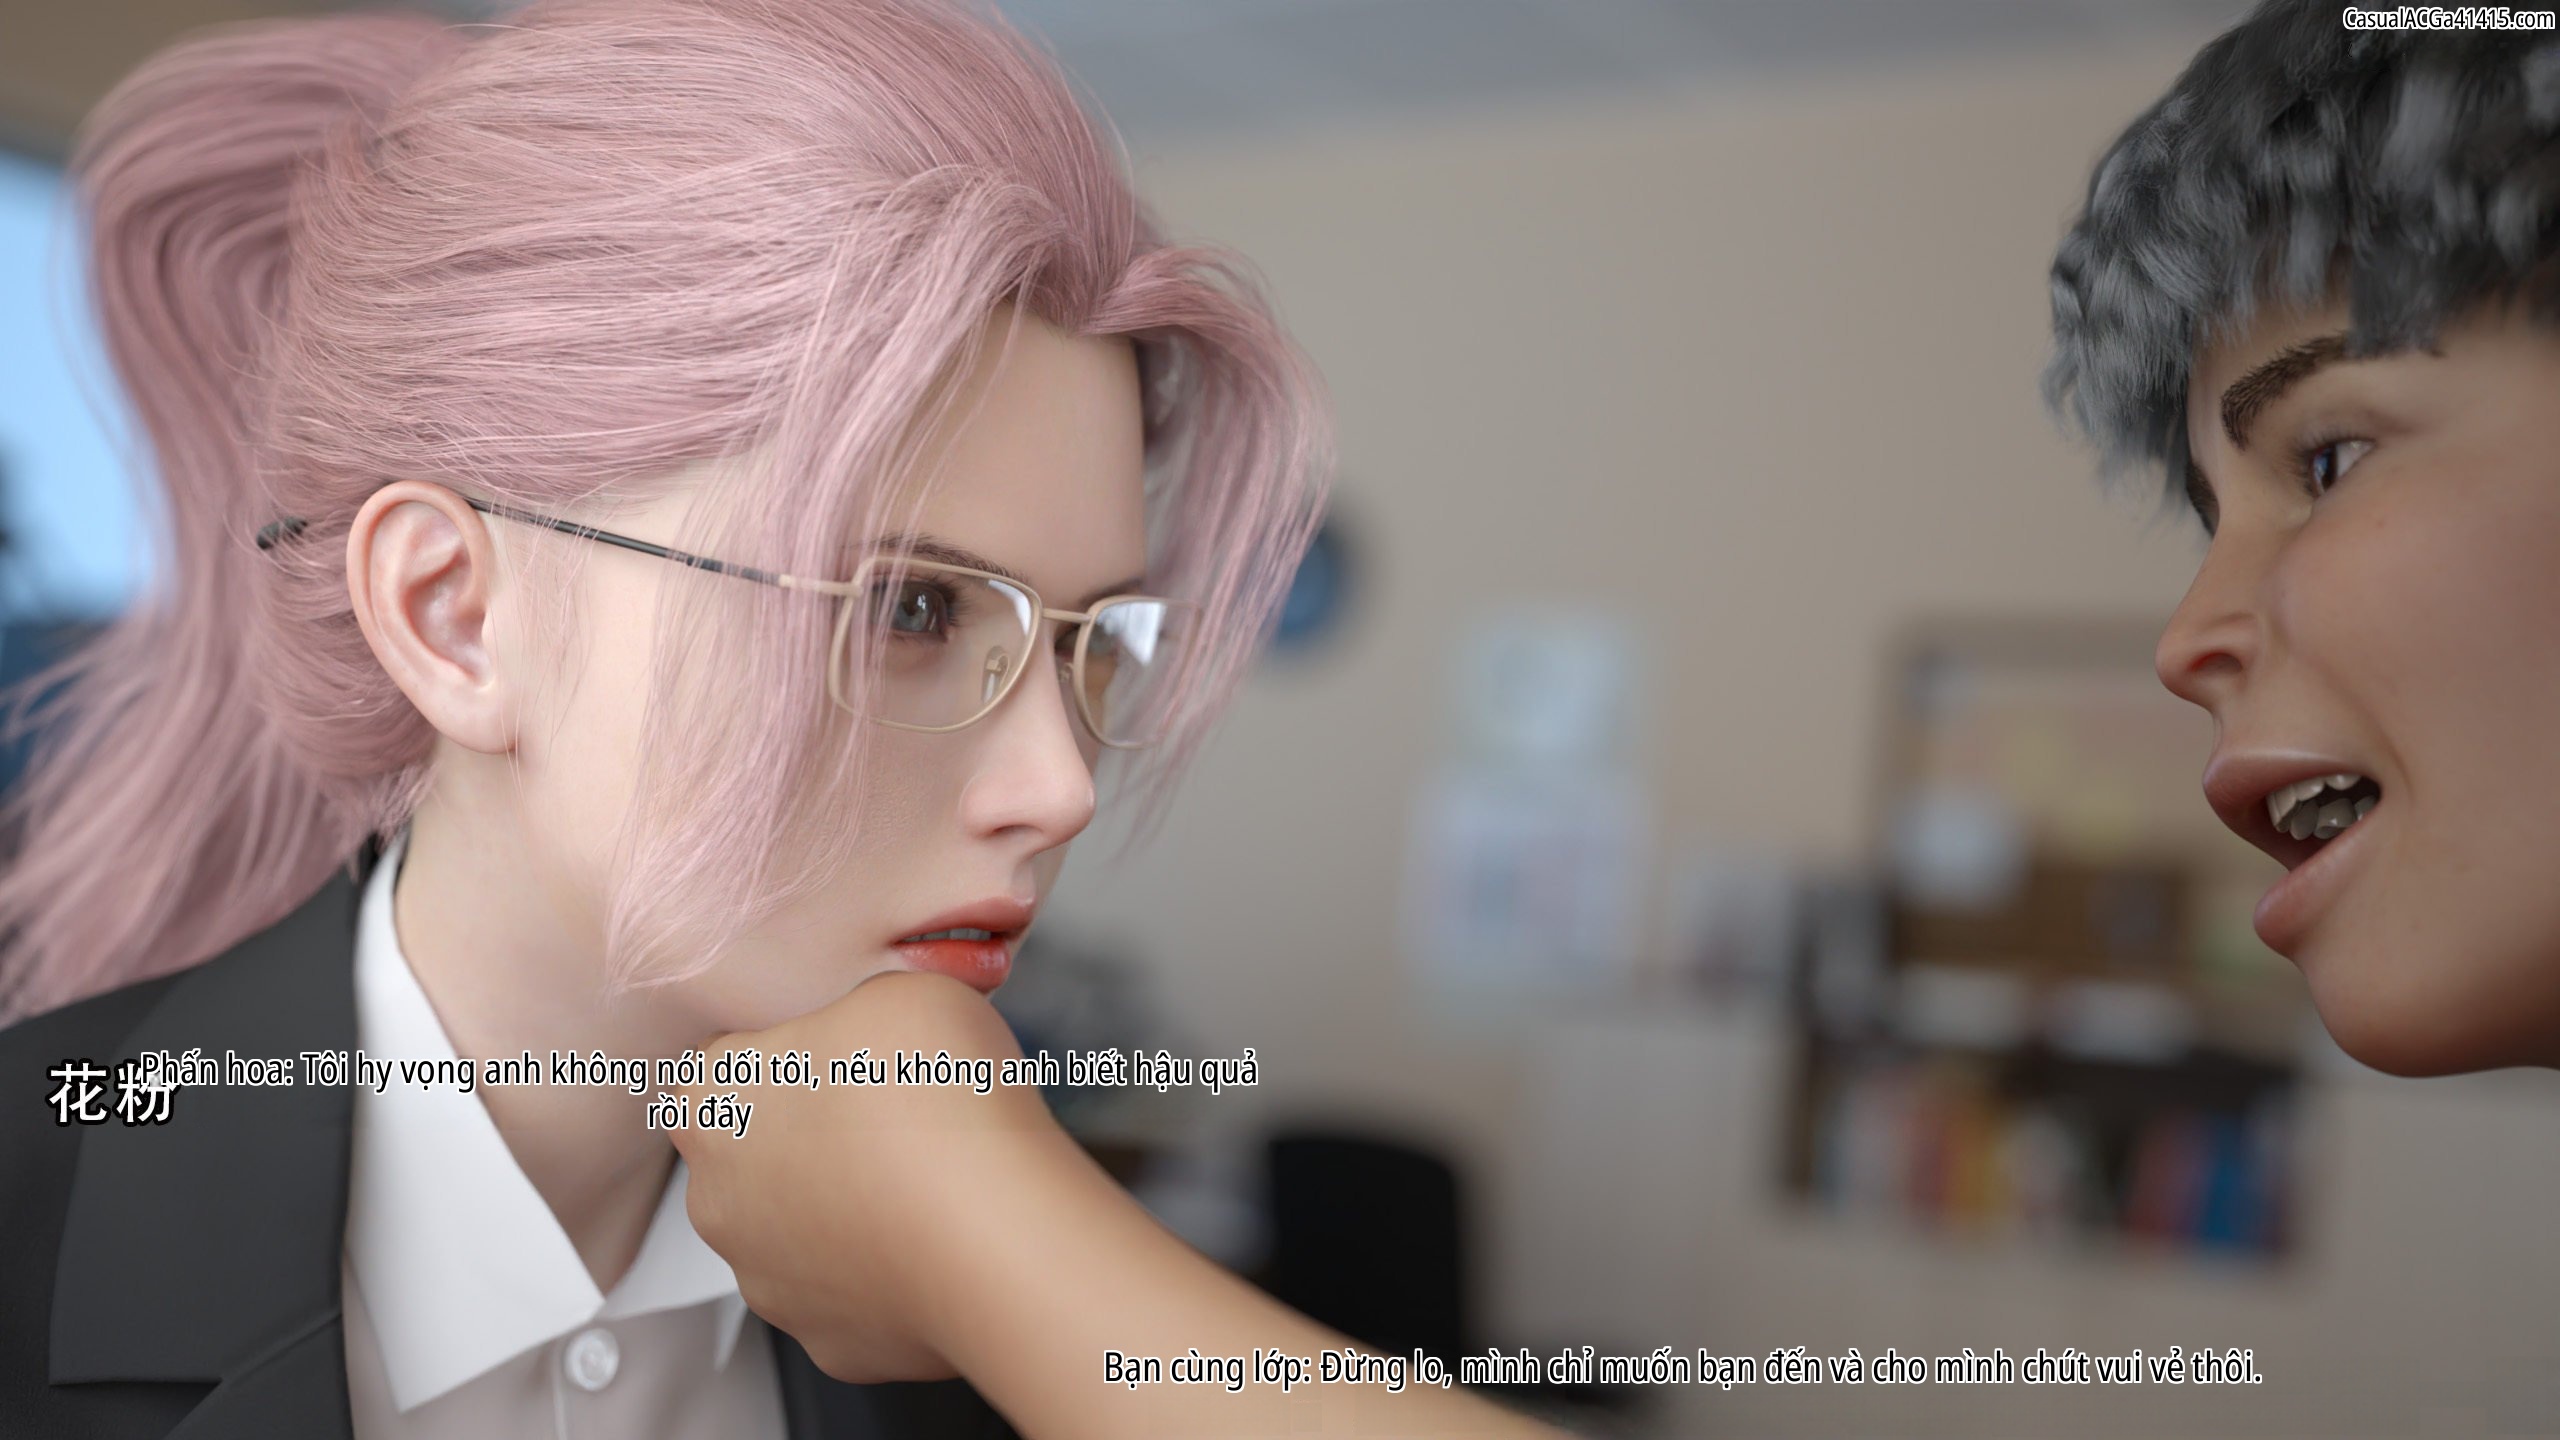 CasualACGa41415.com
花粉
Phấn hoa: Tôi hy vọng anh không nói dối tôi, nếu không anh biết hậu quả
rồi đấy
Bạn cùng lớp: Đừng lo, mình chỉ muốn bạn đến và cho mình chút vui vẻ thôi.